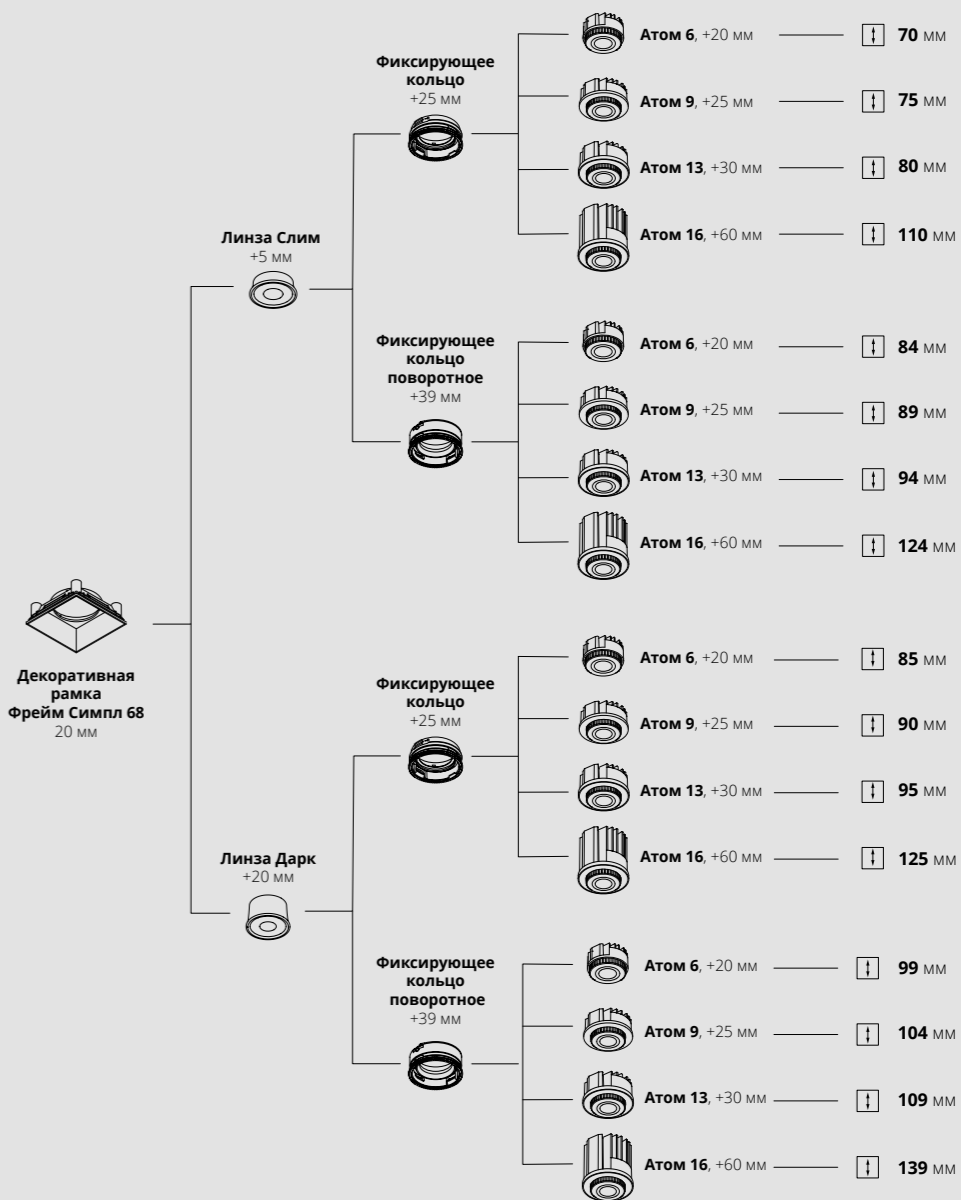 Декоративная
рамка
Фрейм Симпл 68
20 мм
Линза Слим
+5 мм
Фиксирующее
кольцо
+25 мм
Атом 6, +20 мм 70 мм
Атом 9, +25 мм 75 мм
Атом 13, +30 мм 80 мм
Атом 16, +60 мм 110 мм
Фиксирующее
кольцо
поворотное
+39 мм
Атом 6, +20 мм 84 мм
Атом 9, +25 мм 89 мм
Атом 13, +30 мм 94 мм
Атом 16, +60 мм 124 мм
Линза Дарк
+20 мм
Фиксирующее
кольцо
+25 мм
Атом 6, +20 мм 85 мм
Атом 9, +25 мм 90 мм
Атом 13, +30 мм 95 мм
Атом 16, +60 мм 125 мм
Фиксирующее
кольцо
поворотное
+39 мм
Атом 6, +20 мм 99 мм
Атом 9, +25 мм 104 мм
Атом 13, +30 мм 109 мм
Атом 16, +60 мм 139 мм